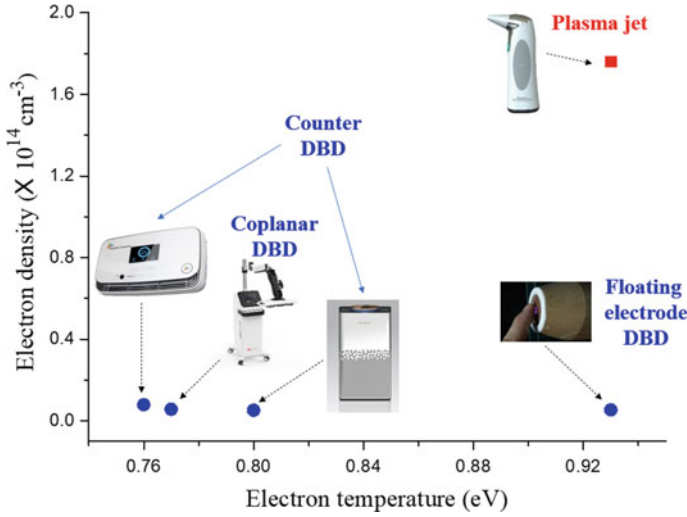 2.0
1.6
1.2
0.8
0.4
0.0
Electron density (X 10¹⁴ cm⁻³)
Plasma jet
Counter
DBD
Coplanar
DBD
Floating
electrode
DBD
0.76
0.80
0.84
0.88
0.92
Electron temperature (eV)